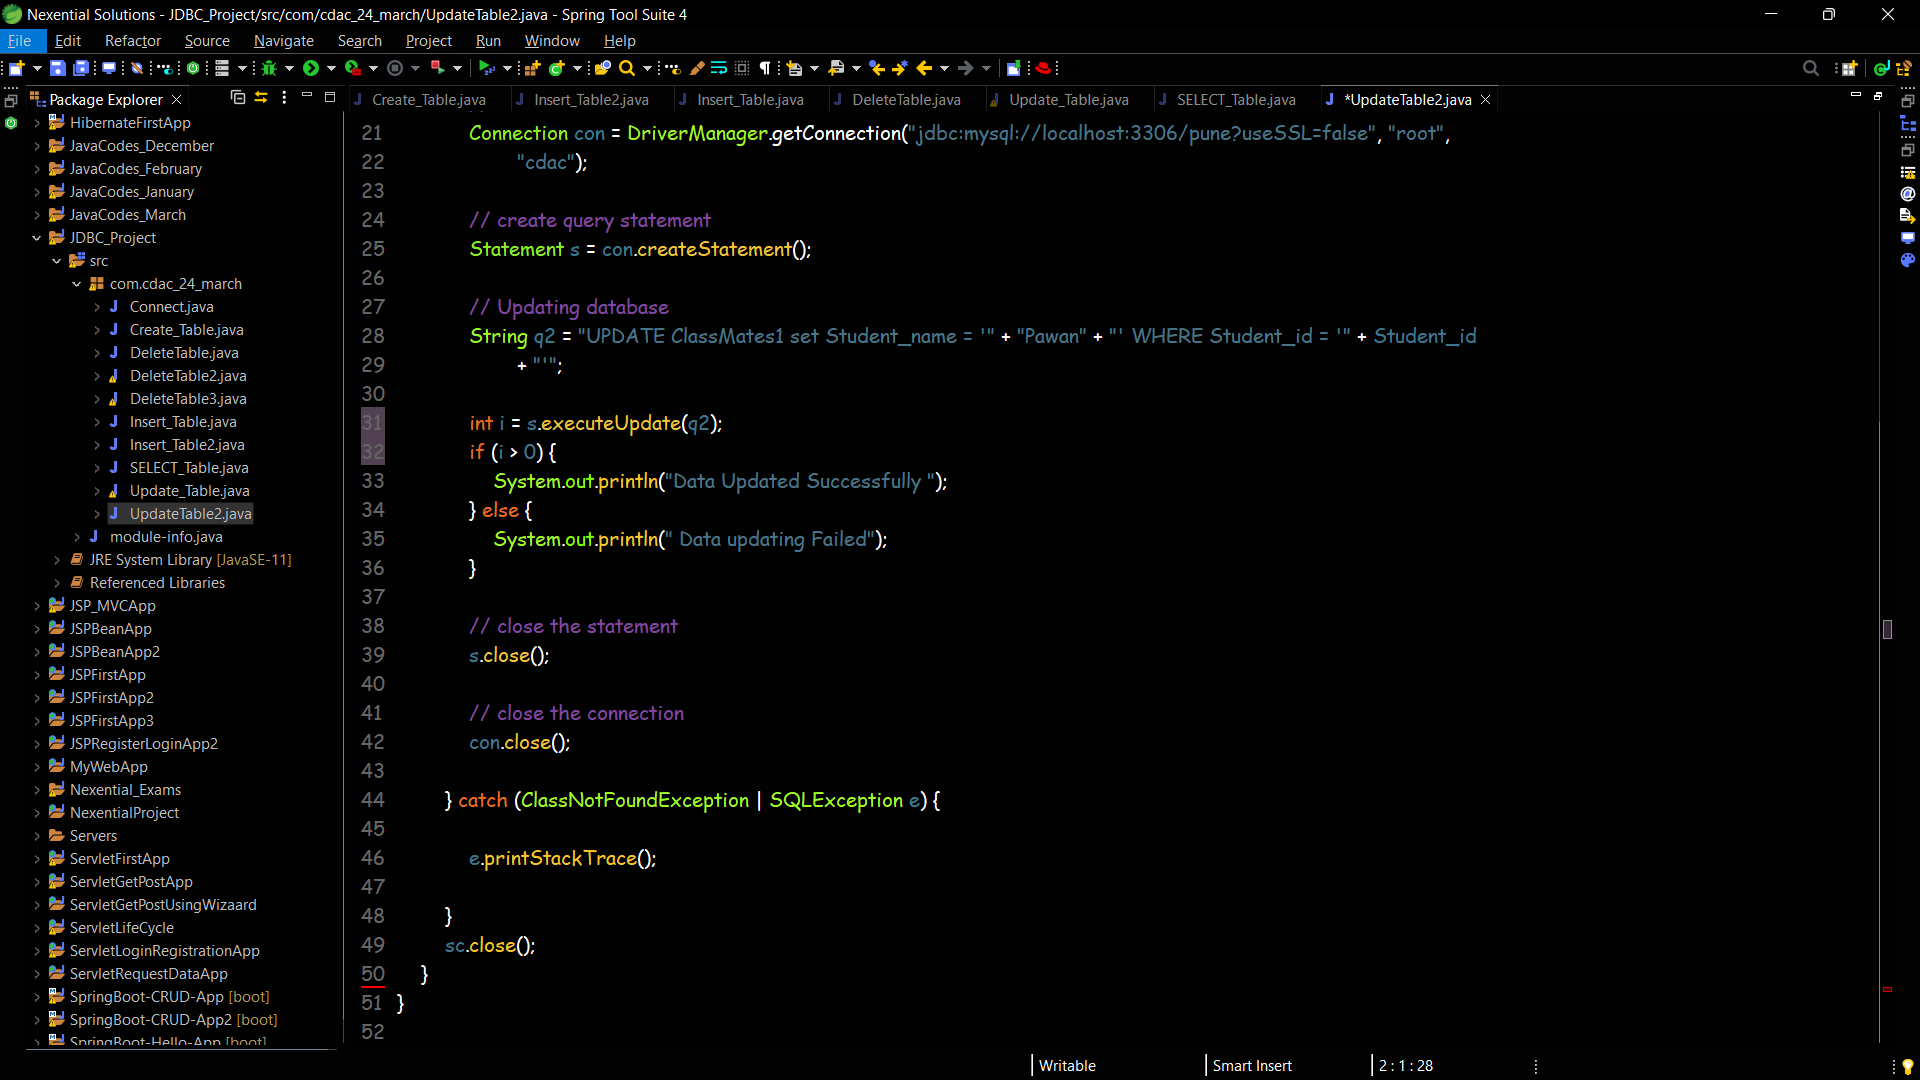 Nexential Solutions - JDBC_Project/src/com/cdac_24_march/UpdateTable2.java - Spring Tool Suite 4
File Edit Refactor Source Navigate Search Project Run Window Help
Package Explorer
HibernateFirstApp
JavaCodes_December
JavaCodes_February
JavaCodes_January
JavaCodes_March
JDBC_Project
src
com.cdac_24_march
Connect.java
Create_Table.java
DeleteTable.java
DeleteTable2.java
DeleteTable3.java
Insert_Table.java
Insert_Table2.java
SELECT_Table.java
Update_Table.java
UpdateTable2.java
module-info.java
JRE System Library [JavaSE-11]
Referenced Libraries
JSP_MVCApp
JSPBeanApp
JSPBeanApp2
JSPFirstApp
JSPFirstApp2
JSPFirstApp3
JSPRegisterLoginApp2
MyWebApp
Nexential_Exams
NexentialProject
Servers
ServletFirstApp
ServletGetPostApp
ServletGetPostUsingWizaard
ServletLifeCycle
ServletLoginRegistrationApp
ServletRequestDataApp
SpringBoot-CRUD-App [boot]
SpringBoot-CRUD-App2 [boot]
SpringBoot-Hello-App [boot]
Create_Table.java Insert_Table2.java Insert_Table.java DeleteTable.java Update_Table.java SELECT_Table.java *UpdateTable2.java
21 Connection con = DriverManager.getConnection("jdbc:mysql://localhost:3306/pune?useSSL=false", "root",
22 "cdac");
23
24 // create query statement
25 Statement s = con.createStatement();
26
27 // Updating database
28 String q2 = "UPDATE ClassMates1 set Student_name = '" + "Pawan" + "' WHERE Student_id = '" + Student_id
29 + "'";
30
31 int i = s.executeUpdate(q2);
32 if (i > 0) {
33 System.out.println("Data Updated Successfully ");
34 } else {
35 System.out.println(" Data updating Failed");
36 }
37
38 // close the statement
39 s.close();
40
41 // close the connection
42 con.close();
43
44 } catch (ClassNotFoundException | SQLException e) {
45
46 e.printStackTrace();
47
48 }
49 sc.close();
50 }
51 }
52
Writable Smart Insert 2 : 1 : 28